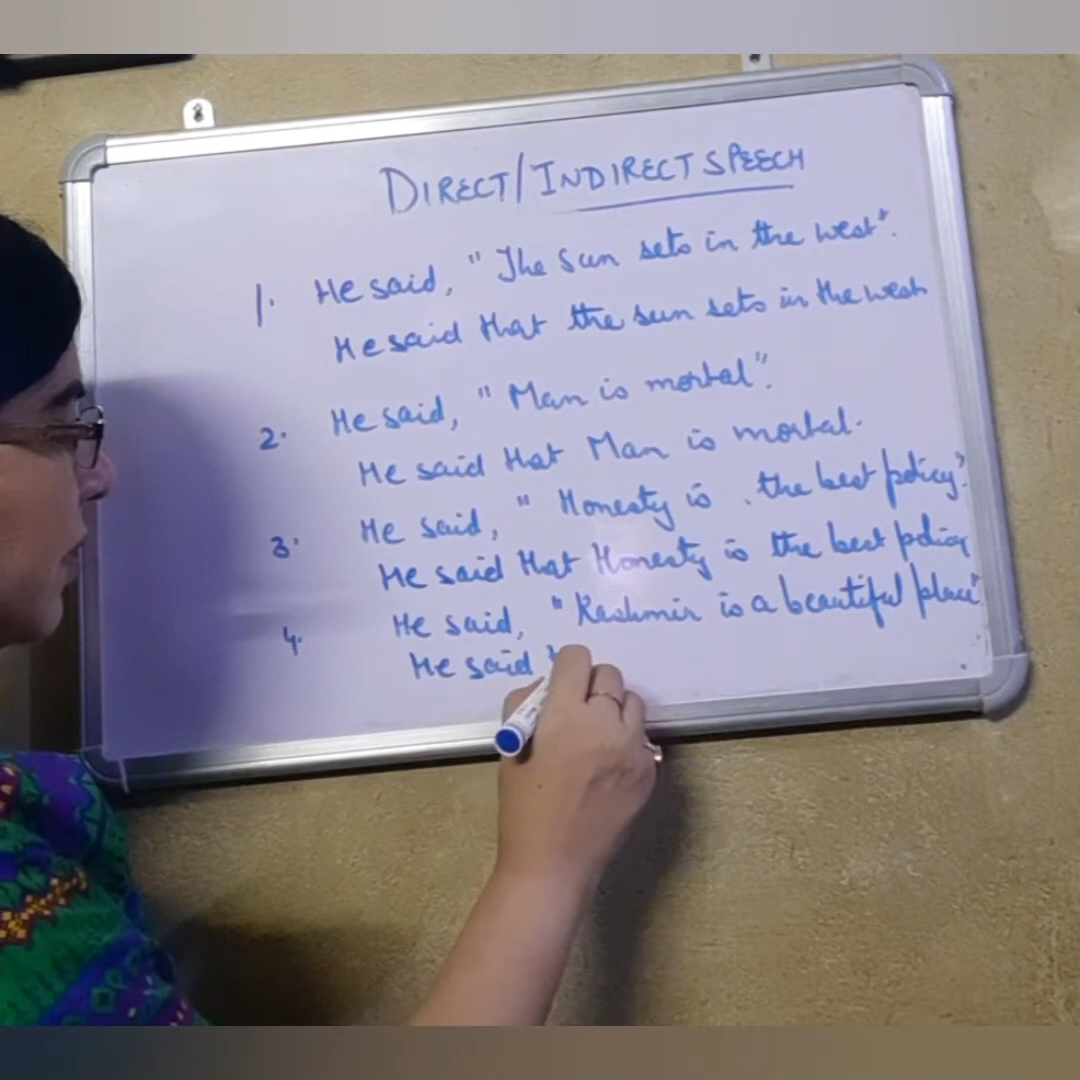 DIRECT/INDIRECT SPEECH
1. He said, "The Sun sets in the west".
He said that the sun sets in the west
2. He said, "Man is mortal".
He said that Man is mortal.
3. He said, "Honesty is the best policy".
He said that Honesty is the best policy
4. He said, "Kashmir is a beautiful place"
He said